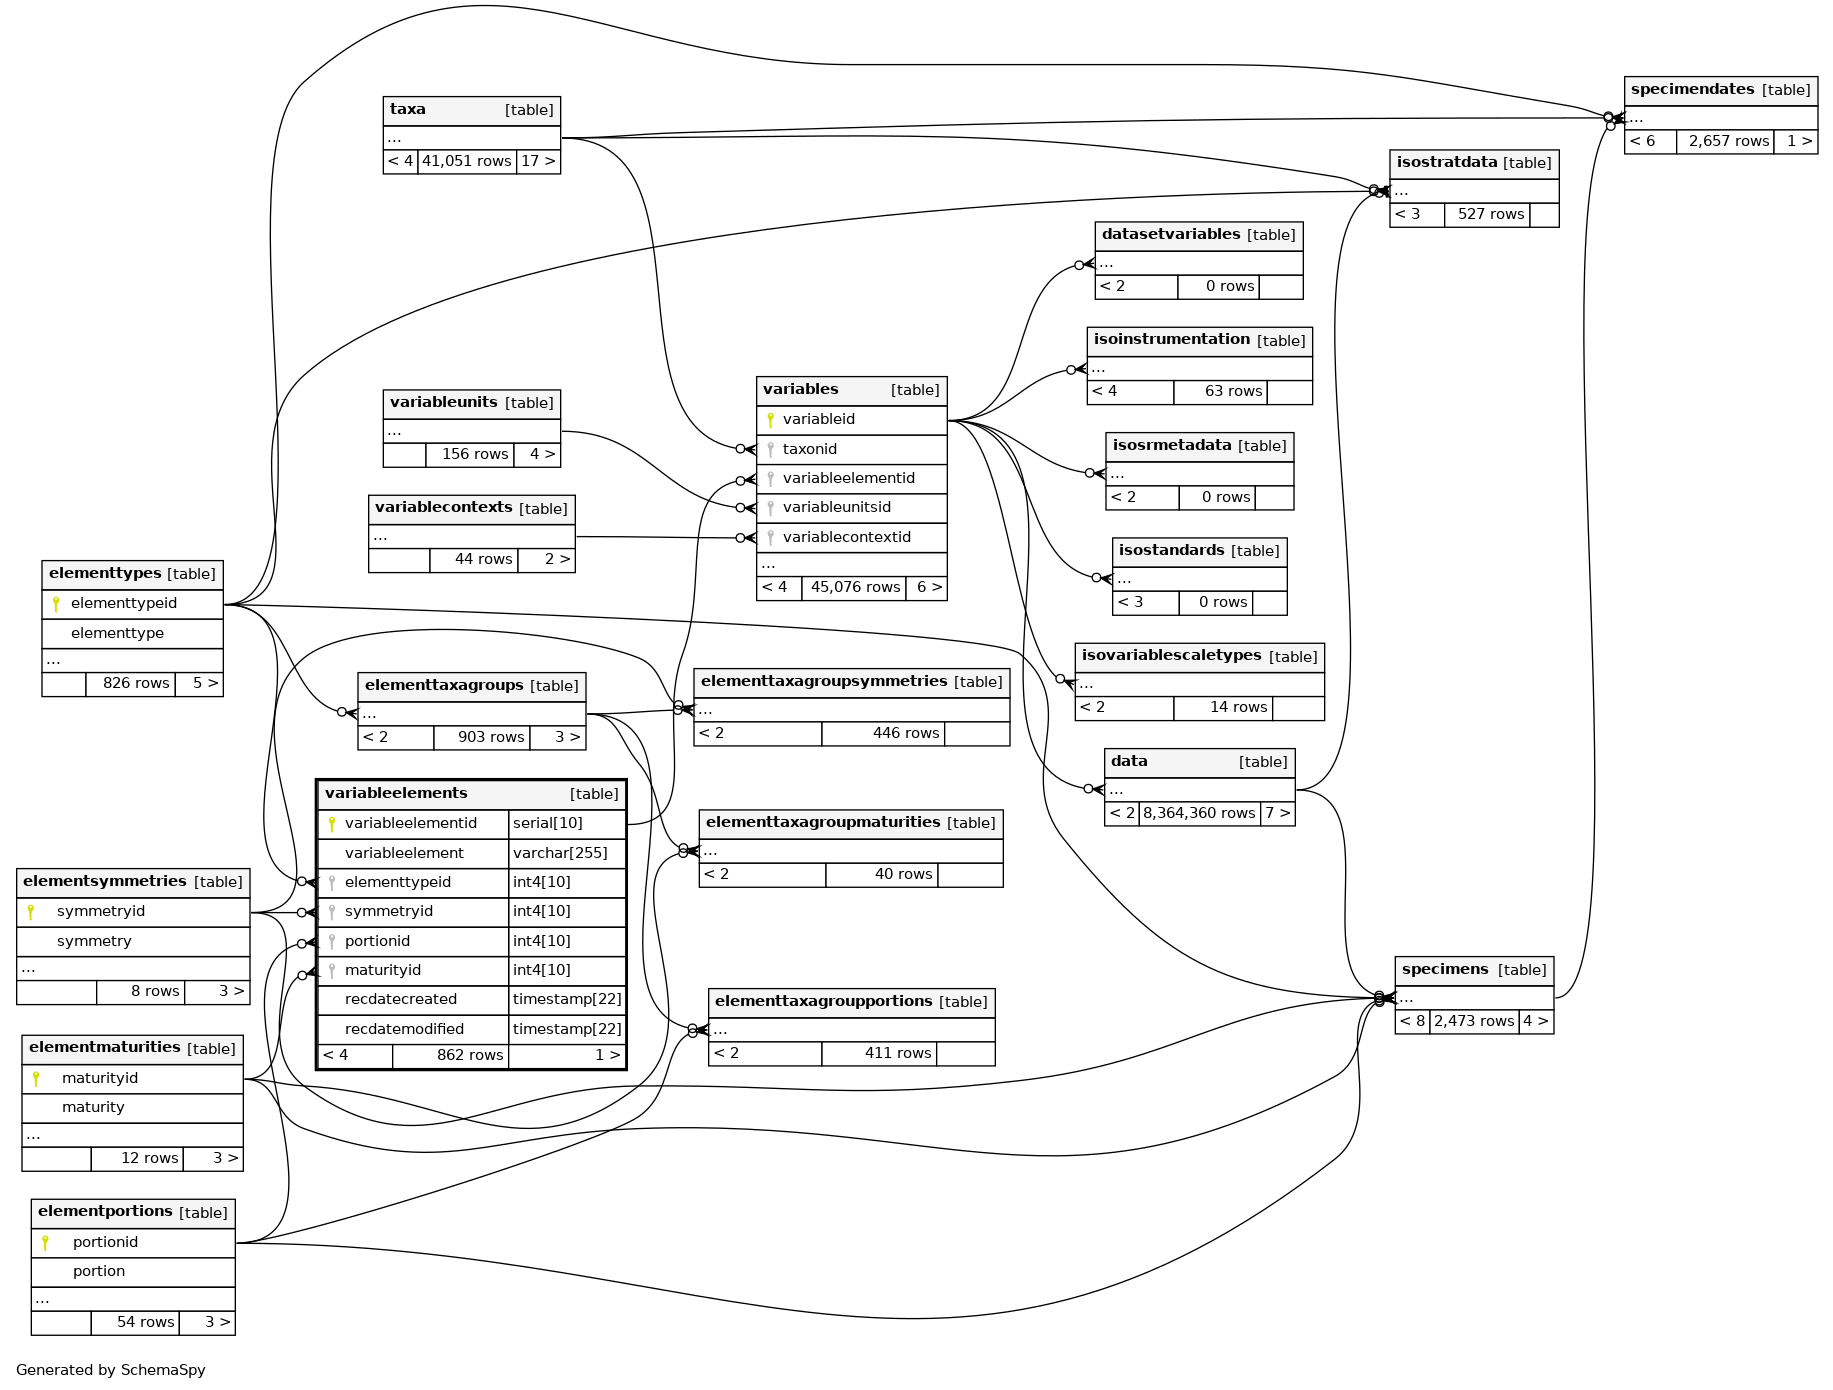 specimendates [table]
...
< 6 2,657 rows 1 >
taxa [table]
...
< 4 41,051 rows 17 >
isostratdata [table]
...
< 3 527 rows
datasetvariables [table]
...
< 2 0 rows
isoinstrumentation [table]
...
< 4 63 rows
variables [table]
variableid
taxonid
variableelementid
variableunitsid
variablecontextid
...
< 4 45,076 rows 6 >
variableunits [table]
...
156 rows 4 >
isosrmetadata [table]
...
< 2 0 rows
variablecontexts [table]
...
44 rows 2 >
isostandards [table]
...
< 3 0 rows
elementtypes [table]
elementtypeid
elementtype
...
826 rows 5 >
isovariablescaletypes [table]
...
< 2 14 rows
elementtaxagroups [table]
...
< 2 903 rows 3 >
elementtaxagroupsymmetries [table]
...
< 2 446 rows
data [table]
...
< 2 8,364,360 rows 7 >
variableelements [table]
variableelementid serial[10]
variableelement varchar[255]
elementtypeid int4[10]
symmetryid int4[10]
portionid int4[10]
maturityid int4[10]
recdatecreated timestamp[22]
recdatemodified timestamp[22]
< 4 862 rows 1 >
elementtaxagroupmaturities [table]
...
< 2 40 rows
elementsymmetries [table]
symmetryid
symmetry
...
8 rows 3 >
specimens [table]
...
< 8 2,473 rows 4 >
elementtaxagroupportions [table]
...
< 2 411 rows
elementmaturities [table]
maturityid
maturity
...
12 rows 3 >
elementportions [table]
portionid
portion
...
54 rows 3 >
Generated by SchemaSpy